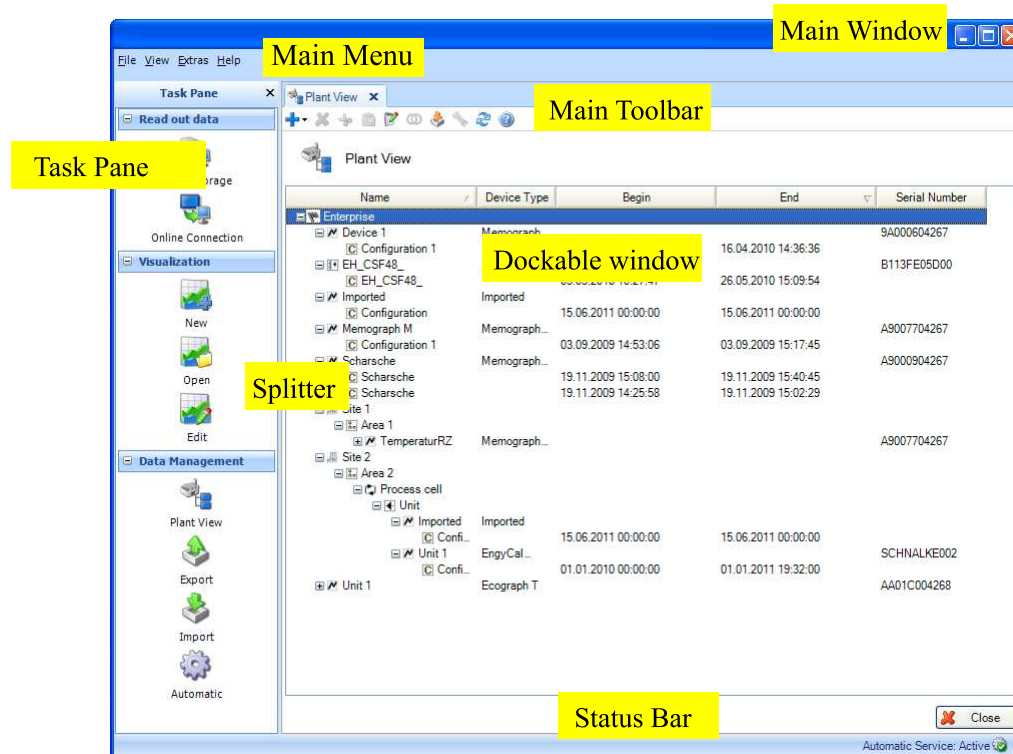 Main Window
File View Extras Help
Main Menu
Task Pane
Plant View
Main Toolbar
Read out data
Plant View
Task Pane
Online Connection
Visualization
New
Open
Edit
Splitter
Data Management
Plant View
Export
Import
Automatic
Name Device Type Begin End Serial Number
Enterprise
Device 1 Memograph 9A000604267
Configuration 1 16.04.2010 14:36:36
Dockable window
EH_CSF48_ B113FE05D00
EH_CSF48_ 26.05.2010 15:09:54
Imported Imported
Configuration 15.06.2011 00:00:00 15.06.2011 00:00:00
Memograph M Memograph... A9007704267
Configuration 1 03.09.2009 14:53:06 03.09.2009 15:17:45
Scharsche Memograph... A9000904267
Scharsche 19.11.2009 15:08:00 19.11.2009 15:40:45
Scharsche 19.11.2009 14:25:58 19.11.2009 15:02:29
Site 1
Area 1
TemperaturRZ Memograph... A9007704267
Site 2
Area 2
Process cell
Unit
Imported Imported
Confi... 15.06.2011 00:00:00 15.06.2011 00:00:00
Unit 1 EngyCal... SCHNALKE002
Confi... 01.01.2010 00:00:00 01.01.2011 19:32:00
Unit 1 Ecograph T AA01C004268
Status Bar
Close
Automatic Service: Active